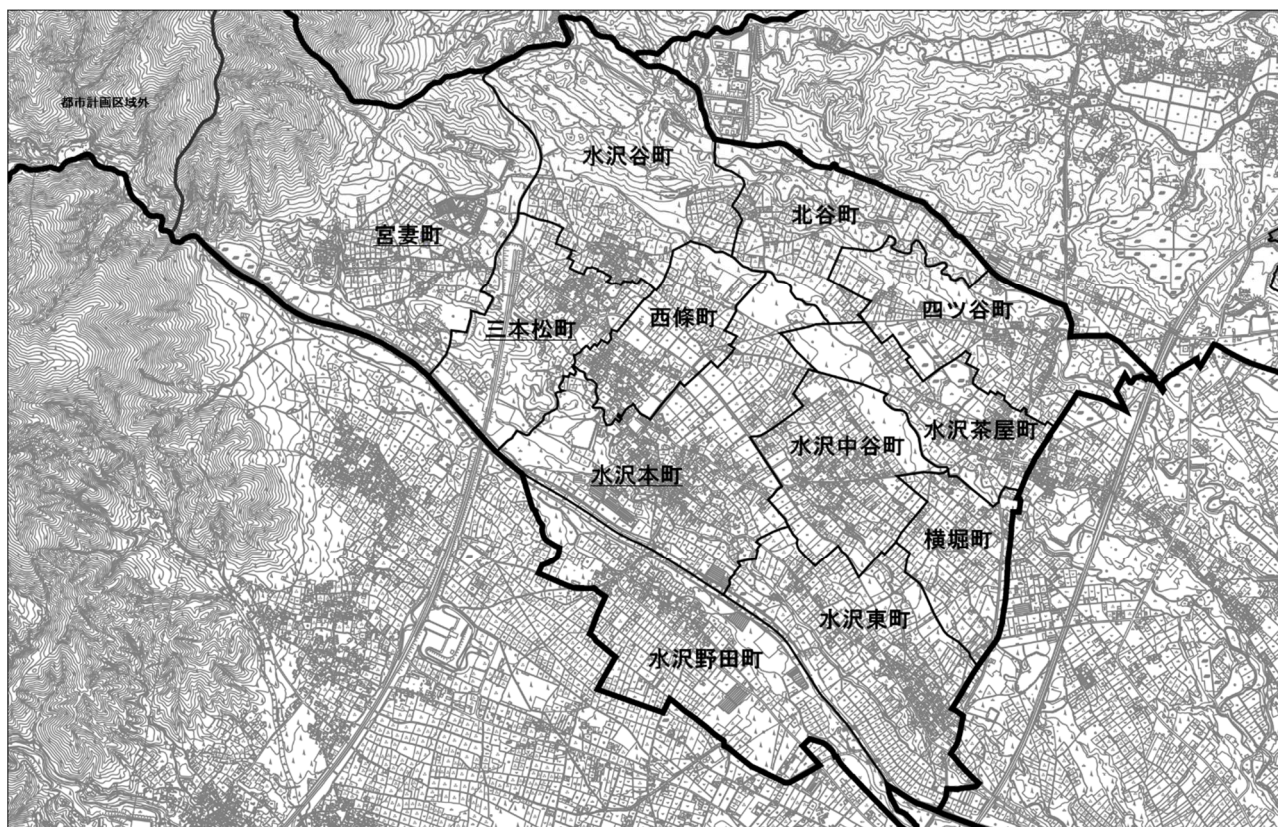 都市計画区域外
水沢谷町
北谷町
宮妻町
四ツ谷町
西條町
三本松町
水沢茶屋町
水沢中谷町
水沢本町
横堀町
水沢東町
水沢野田町